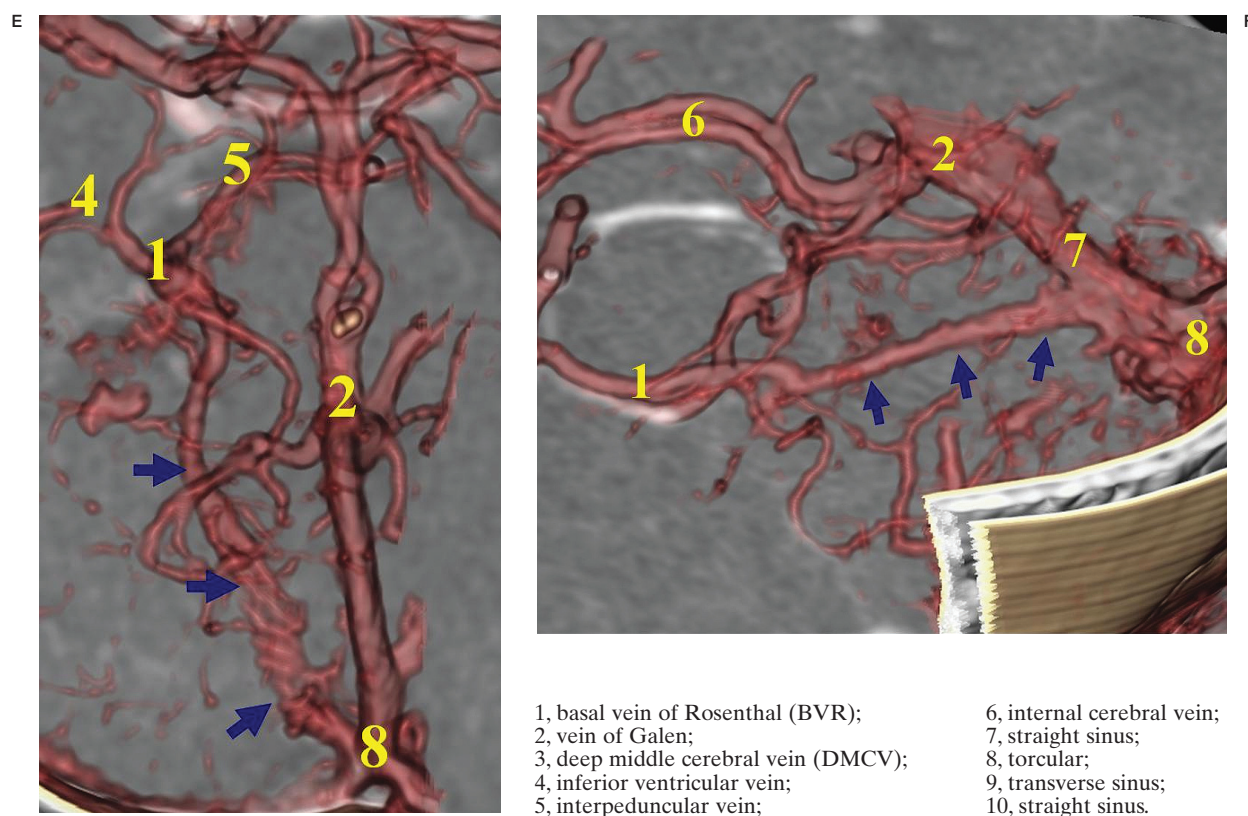 E
F
5
4
1
2
8
6
2
7
1
8
1, basal vein of Rosenthal (BVR);
2, vein of Galen;
3, deep middle cerebral vein (DMCV);
4, inferior ventricular vein;
5, interpeduncular vein;
6, internal cerebral vein;
7, straight sinus;
8, torcular;
9, transverse sinus;
10, straight sinus.